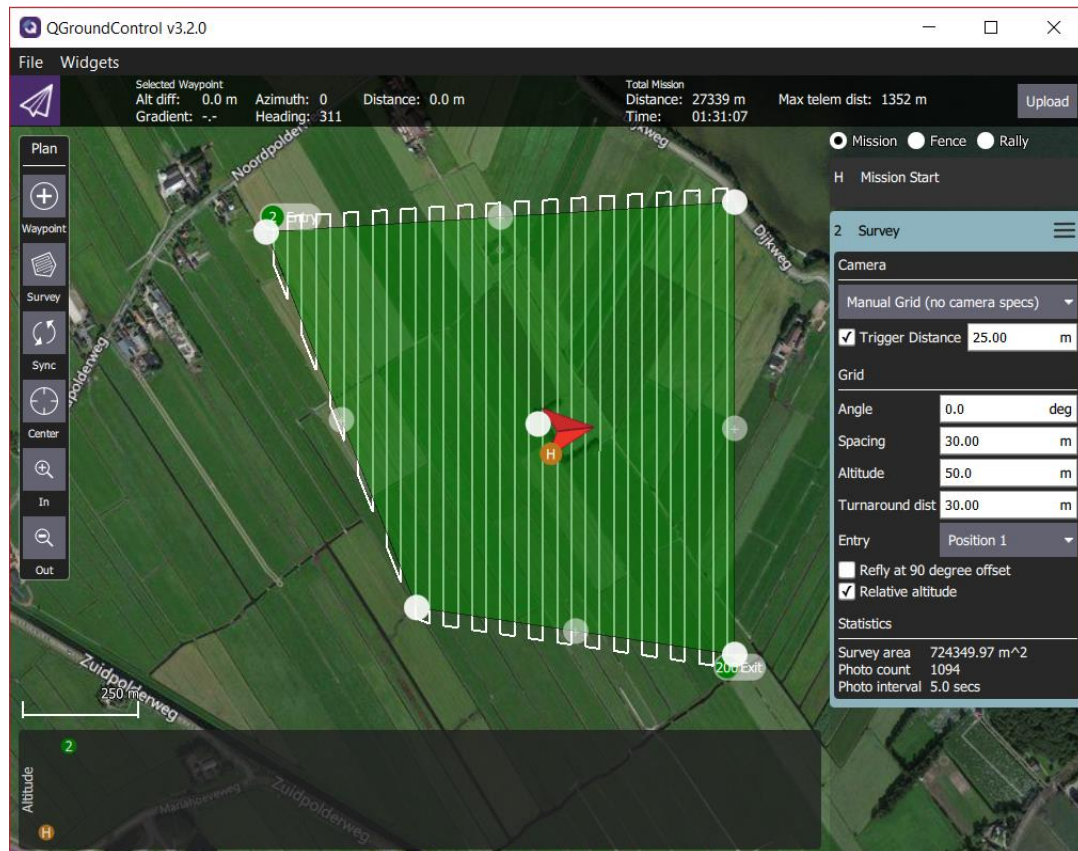 QGroundControl v3.2.0
File Widgets
Selected Waypoint
Alt diff: 0.0 m Azimuth: 0 Distance: 0.0 m
Gradient: -.- Heading: 311
Total Mission
Distance: 27339 m Max telem dist: 1352 m
Time: 01:31:07
Upload
Plan
Waypoint
Survey
Sync
Center
In
Out
Noordpolderweg
Dijkweg
Dijkweg
2 Entry
H
Exit
polderweg
Zuidpolderweg
250 m
Mission Fence Rally
H Mission Start
2 Survey
Camera
Manual Grid (no camera specs)
Trigger Distance 25.00 m
Grid
Angle 0.0 deg
Spacing 30.00 m
Altitude 50.0 m
Turnaround dist 30.00 m
Entry Position 1
Refly at 90 degree offset
Relative altitude
Statistics
Survey area 724349.97 m^2
Photo count 1094
Photo interval 5.0 secs
Altitude
2
H
Zuidpolderweg